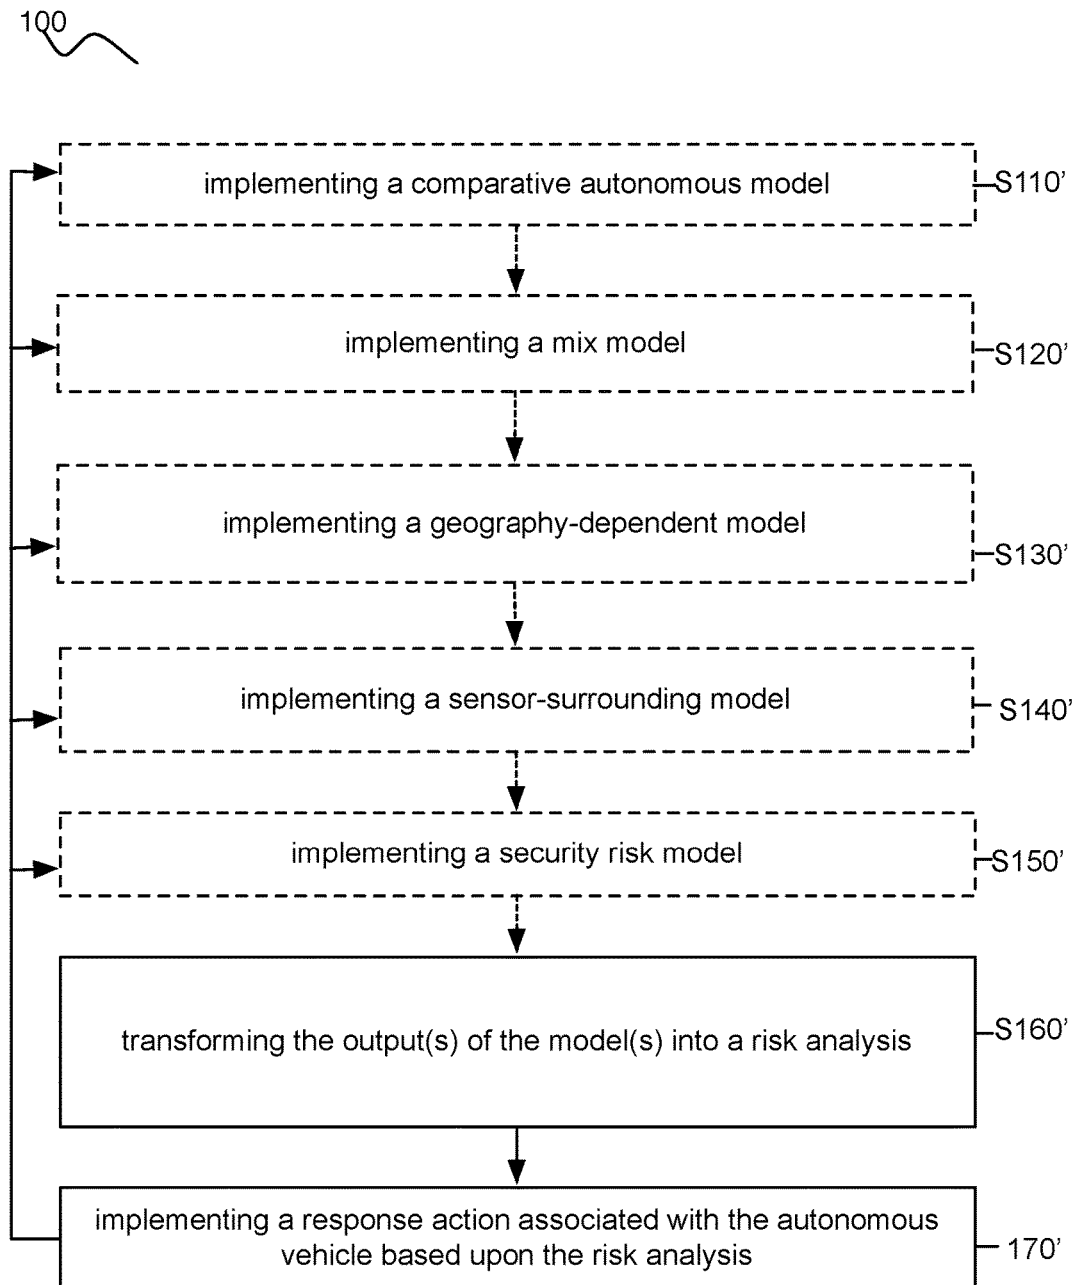 100
implementing a comparative autonomous model
S110'
implementing a mix model
S120'
implementing a geography-dependent model
S130'
implementing a sensor-surrounding model
S140'
implementing a security risk model
S150'
transforming the output(s) of the model(s) into a risk analysis
S160'
implementing a response action associated with the autonomous
vehicle based upon the risk analysis
170'